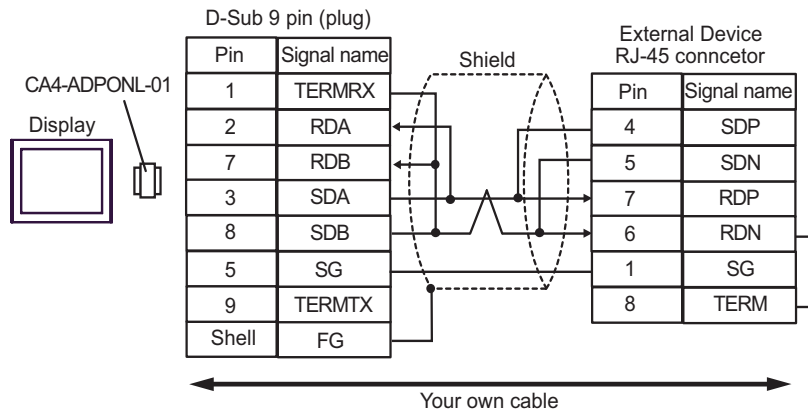 D-Sub 9 pin (plug)
External Device
RJ-45 conncetor
CA4-ADPONL-01
Display
Shield
Pin Signal name
1 TERMRX
2 RDA
7 RDB
3 SDA
8 SDB
5 SG
9 TERMTX
Shell FG
Pin Signal name
4 SDP
5 SDN
7 RDP
6 RDN
1 SG
8 TERM
Your own cable